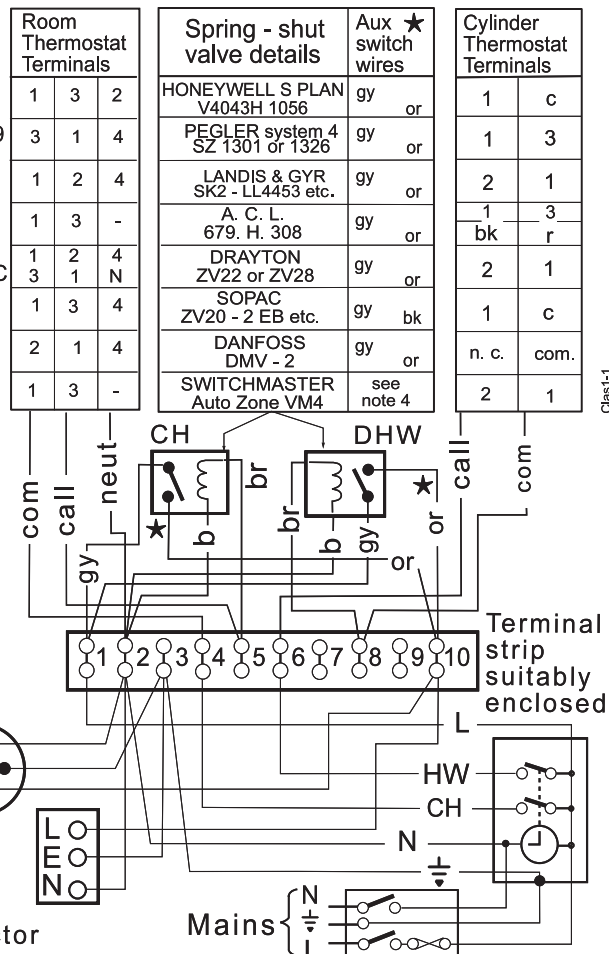 Room
Thermostat
Terminals
1 3 2
3 1 4
1 2 4
1 3 -
1 2 4
3 1 N
1 3 4
2 1 4
1 3 -
9
C
Spring - shut
valve details
Aux ★
switch
wires
HONEYWELL S PLAN
V4043H 1056
gy or
PEGLER system 4
SZ 1301 or 1326
gy or
LANDIS & GYR
SK2 - LL4453 etc.
gy or
A. C. L.
679. H. 308
gy or
DRAYTON
ZV22 or ZV28
gy or
SOPAC
ZV20 - 2 EB etc.
gy bk
DANFOSS
DMV - 2
gy or
SWITCHMASTER
Auto Zone VM4
see
note 4
Cylinder
Thermostat
Terminals
1 c
1 3
2 1
1 3
bk r
2 1
1 c
n. c. com.
2 1
Clas1-1
com
call
neut
gy
CH
★
b
br
DHW
br
b
gy
★
or
or
call
com
1 2 3 4 5 6 7 8 9 10
Terminal
strip
suitably
enclosed
L
HW
CH
N
L
E
N
Mains
N
L
ctor